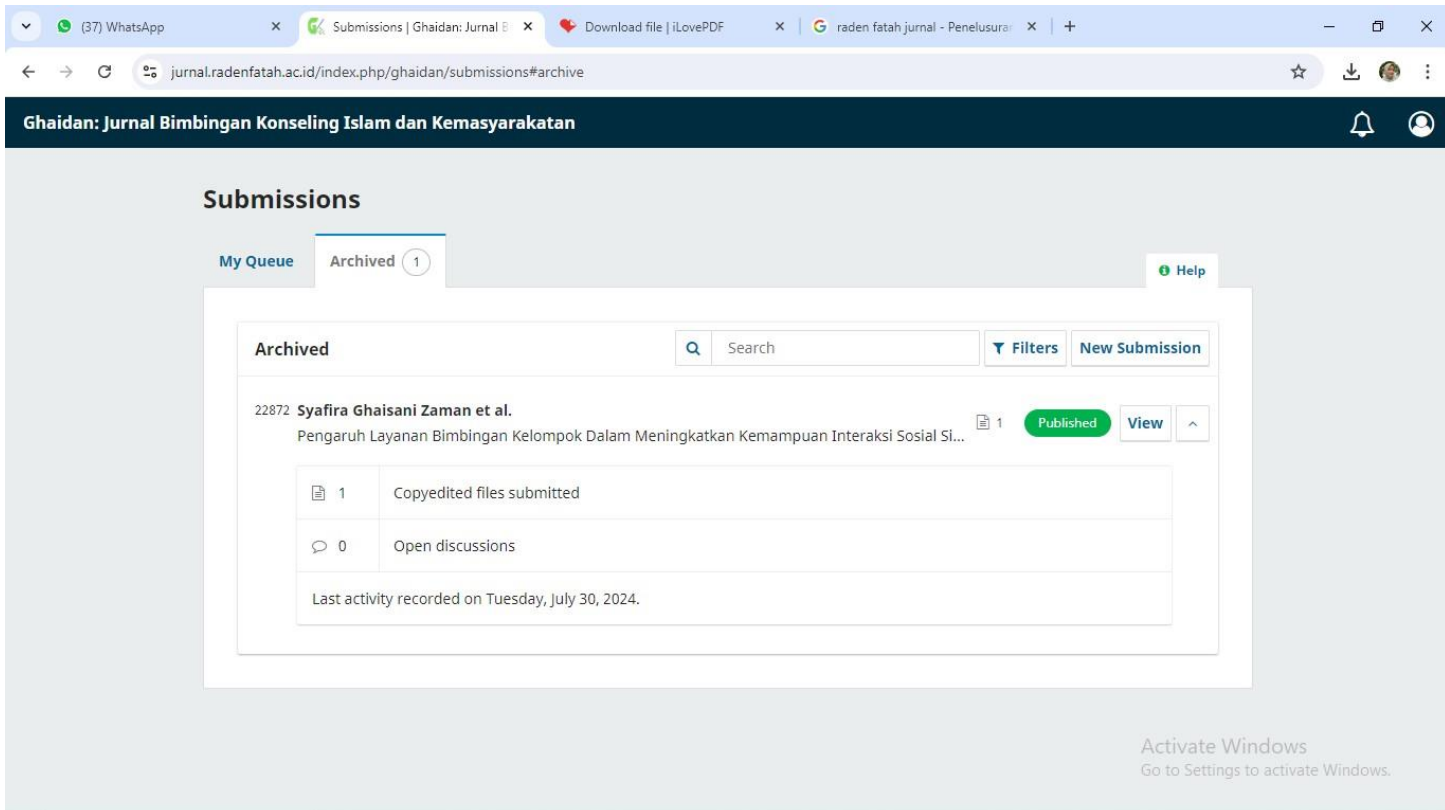 (37) WhatsApp
Submissions | Ghaidan: Jurnal B
Download file | iLovePDF
raden fatah jurnal - Penelusuran
jurnal.radenfatah.ac.id/index.php/ghaidan/submissions#archive
Ghaidan: Jurnal Bimbingan Konseling Islam dan Kemasyarakatan
Submissions
My Queue
Archived 1
Help
Archived
Search
Filters
New Submission
22872 Syafira Ghaisani Zaman et al.
Pengaruh Layanan Bimbingan Kelompok Dalam Meningkatkan Kemampuan Interaksi Sosial Si...
1
Published
View
1 Copyedited files submitted
0 Open discussions
Last activity recorded on Tuesday, July 30, 2024.
Activate Windows
Go to Settings to activate Windows.